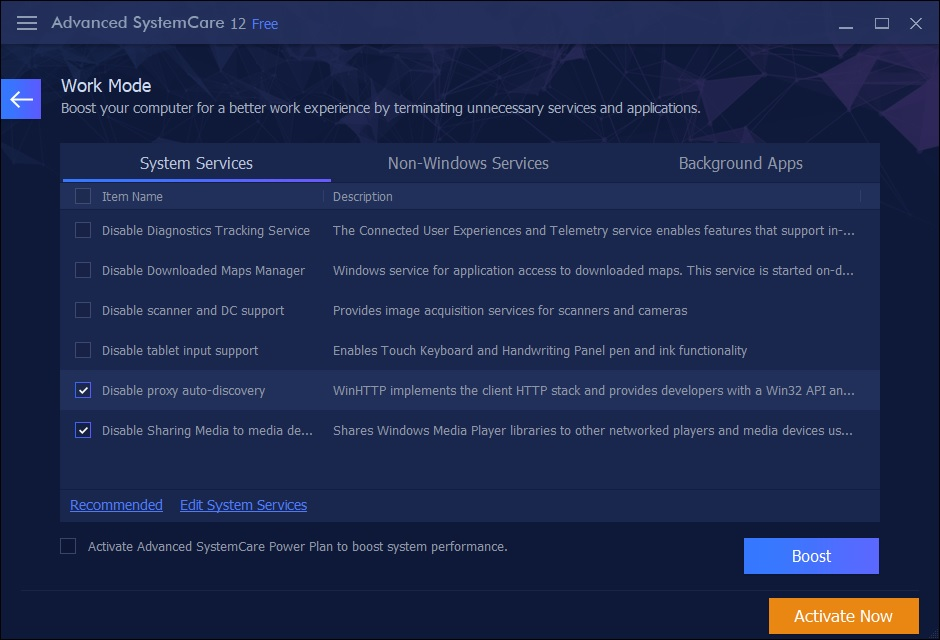 Advanced SystemCare 12 Free
Work Mode
Boost your computer for a better work experience by terminating unnecessary services and applications.
System Services Non-Windows Services Background Apps
Item Name Description
Disable Diagnostics Tracking Service The Connected User Experiences and Telemetry service enables features that support in-...
Disable Downloaded Maps Manager Windows service for application access to downloaded maps. This service is started on-d...
Disable scanner and DC support Provides image acquisition services for scanners and cameras
Disable tablet input support Enables Touch Keyboard and Handwriting Panel pen and ink functionality
Disable proxy auto-discovery WinHTTP implements the client HTTP stack and provides developers with a Win32 API an...
Disable Sharing Media to media de... Shares Windows Media Player libraries to other networked players and media devices us...
Recommended Edit System Services
Activate Advanced SystemCare Power Plan to boost system performance.
Boost
Activate Now